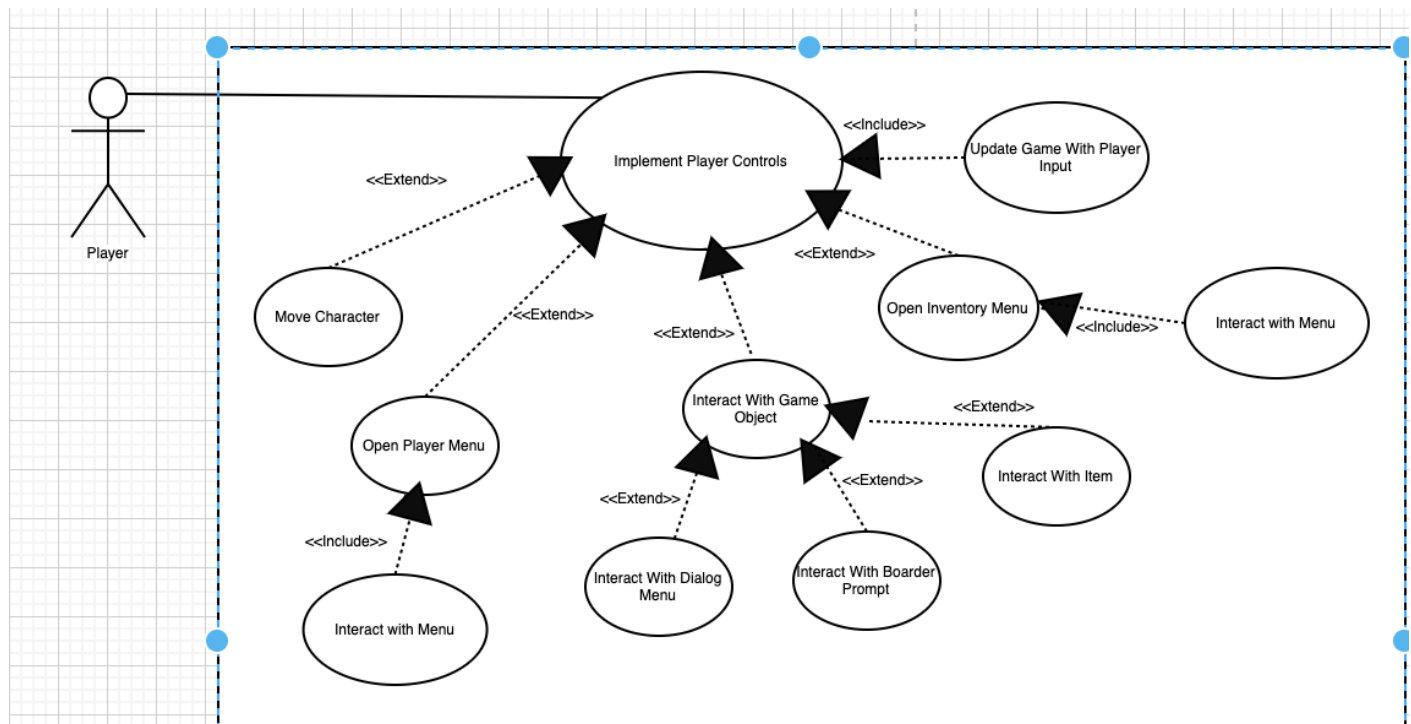 <<Include>>
Update Game With Player
Input
Implement Player Controls
<<Extend>>
Player
<<Extend>>
Move Character
<<Extend>>
Open Inventory Menu
<<Include>>
Interact with Menu
<<Extend>>
Interact With Game
Object
<<Extend>>
Open Player Menu
Interact With Item
<<Extend>>
<<Extend>>
<<Include>>
Interact With Dialog
Menu
Interact With Boarder
Prompt
Interact with Menu